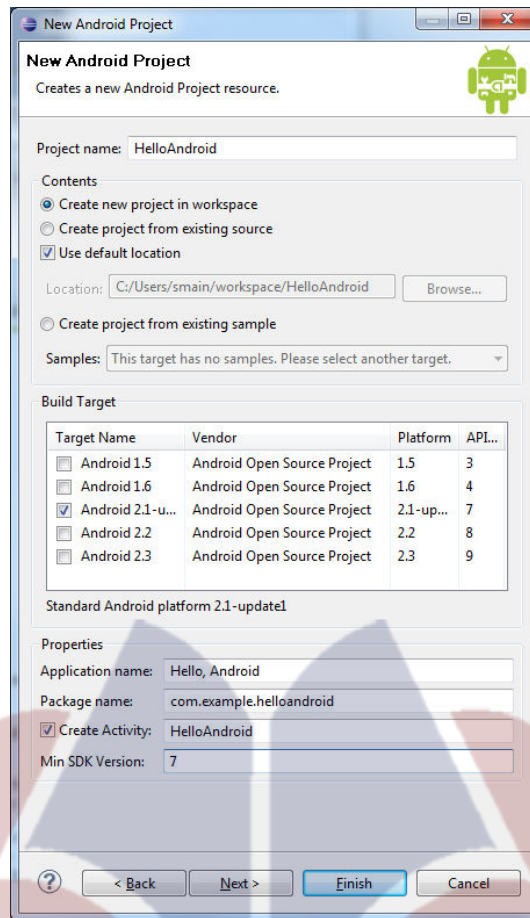 New Android Project
New Android Project
Creates a new Android Project resource.
Project name: HelloAndroid
Contents
Create new project in workspace
Create project from existing source
Use default location
Location: C:/Users/smain/workspace/HelloAndroid Browse...
Create project from existing sample
Samples: This target has no samples. Please select another target.
Build Target
Target Name Vendor Platform API...
Android 1.5 Android Open Source Project 1.5 3
Android 1.6 Android Open Source Project 1.6 4
Android 2.1-u... Android Open Source Project 2.1-up... 7
Android 2.2 Android Open Source Project 2.2 8
Android 2.3 Android Open Source Project 2.3 9
Standard Android platform 2.1-update1
Properties
Application name: Hello, Android
Package name: com.example.helloandroid
Create Activity: HelloAndroid
Min SDK Version: 7
? < Back Next > Finish Cancel